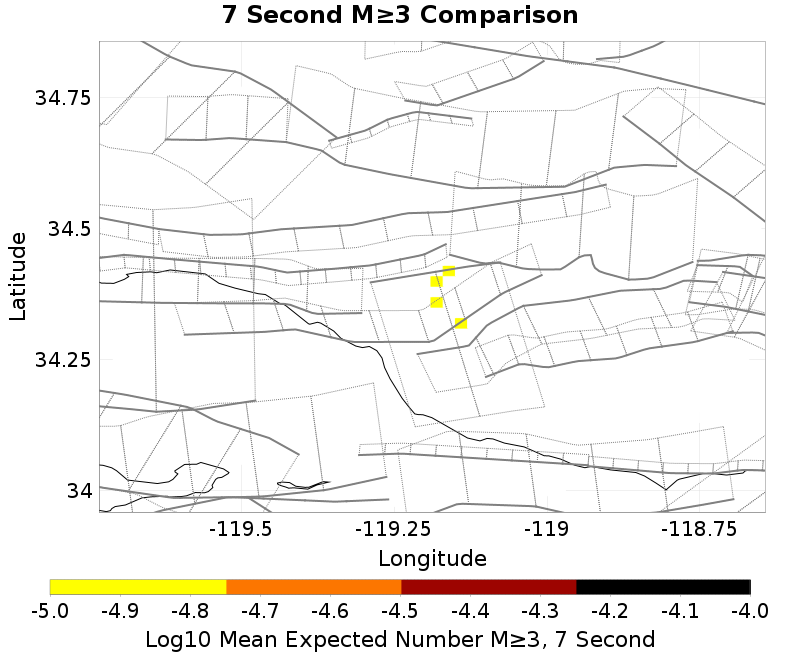 7 Second M≥3 Comparison
34.75
34.5
34.25
34
Latitude
-119.5 -119.25 -119 -118.75
Longitude
-5.0 -4.9 -4.8 -4.7 -4.6 -4.5 -4.4 -4.3 -4.2 -4.1 -4.0
Log10 Mean Expected Number M≥3, 7 Second